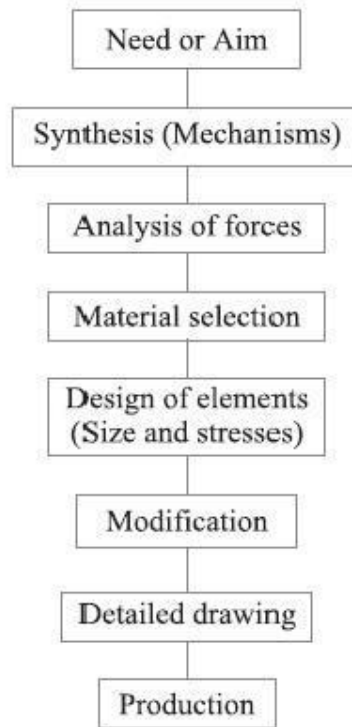 Need or Aim
Synthesis (Mechanisms)
Analysis of forces
Material selection
Design of elements
(Size and stresses)
Modification
Detailed drawing
Production